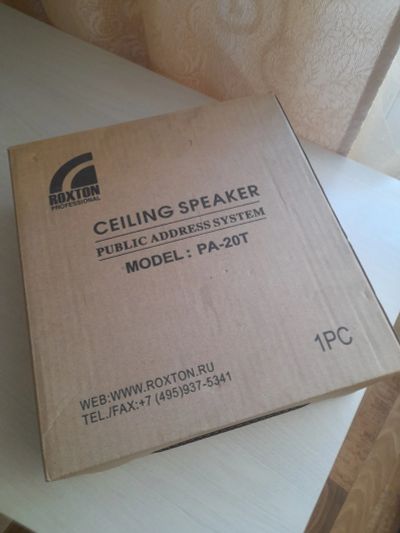 ROXTON
PROFESSIONAL
CEILING SPEAKER
PUBLIC ADDRESS SYSTEM
MODEL: PA-20T
1PC
WEB:WWW.ROXTON.RU
TEL./FAX:+7 (495)937-5341